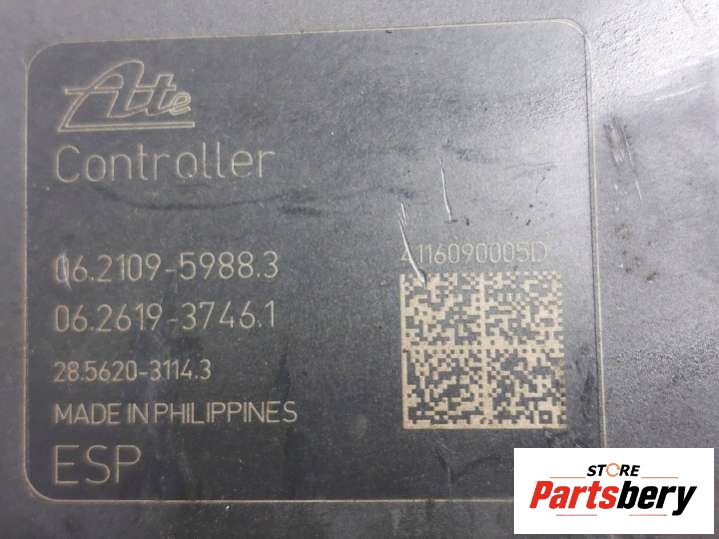 Ate
Controller
06.2109-5988.3
4116090005D
06.2619-3746.1
28.5620-3114.3
MADE IN PHILIPPINES
ESP
STORE
Partsbery